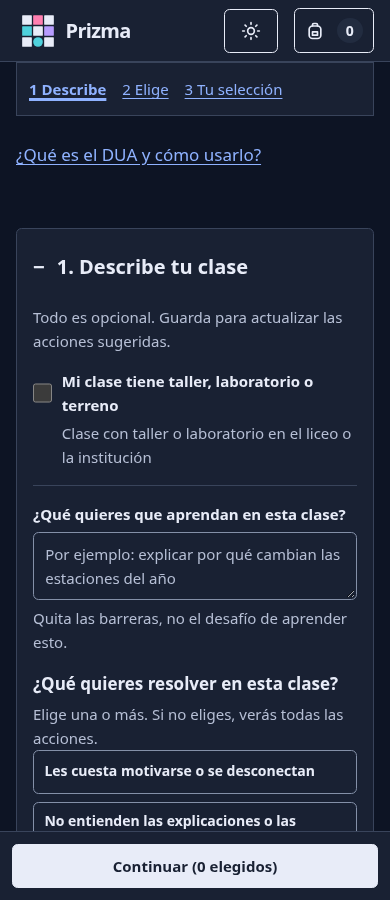 Prizma
0
1 Describe 2 Elige 3 Tu selección
¿Qué es el DUA y cómo usarlo?
− 1. Describe tu clase
Todo es opcional. Guarda para actualizar las
acciones sugeridas.
Mi clase tiene taller, laboratorio o
terreno
Clase con taller o laboratorio en el liceo o
la institución
¿Qué quieres que aprendan en esta clase?
Por ejemplo: explicar por qué cambian las
estaciones del año
Quita las barreras, no el desafío de aprender
esto.
¿Qué quieres resolver en esta clase?
Elige una o más. Si no eliges, verás todas las
acciones.
Les cuesta motivarse o se desconectan
No entienden las explicaciones o las
Continuar (0 elegidos)